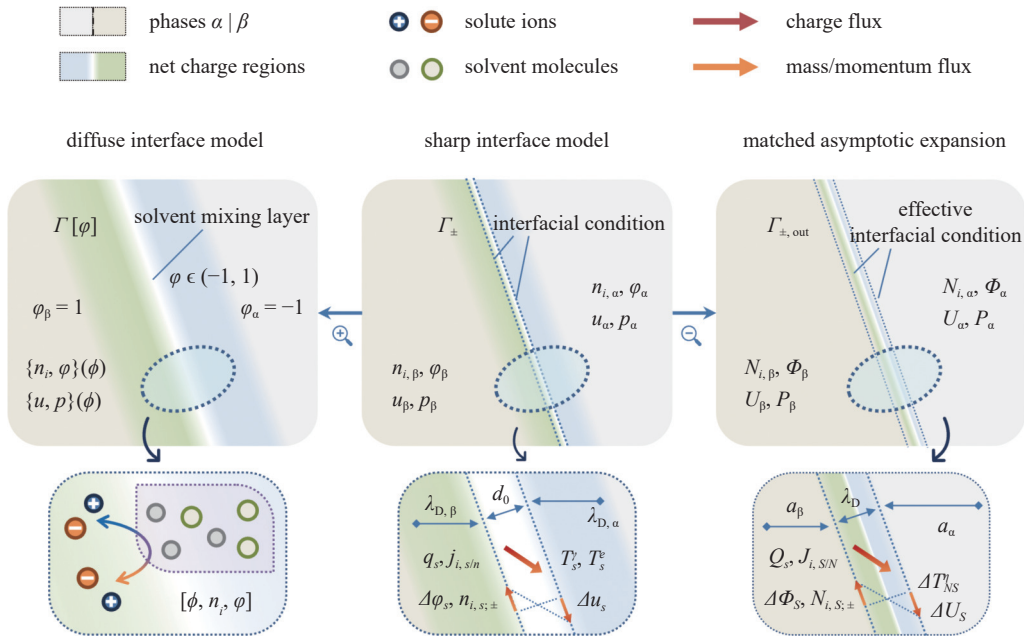 phases α | β
solute ions
charge flux
net charge regions
solvent molecules
mass/momentum flux
diffuse interface model
sharp interface model
matched asymptotic expansion
Γ [φ]
solvent mixing layer
φ ϵ (−1, 1)
φβ = 1
φα = −1
{ni, φ}(ϕ)
{u, p}(ϕ)
Γ±
interfacial condition
ni, α, φα
uα, pα
ni, β, φβ
uβ, pβ
Γ±, out
effective
interfacial condition
Ni, α, Φα
Uα, Pα
Ni, β, Φβ
Uβ, Pβ
[ϕ, ni, φ]
λD, β
d0
λD, α
qs, ji, s/n
Tsη, Tse
Δφs, ni, s; ±
Δus
aβ
λD
aα
Qs, Ji, S/N
ΔTηNS
ΔΦS, Ni, S; ±
ΔUS